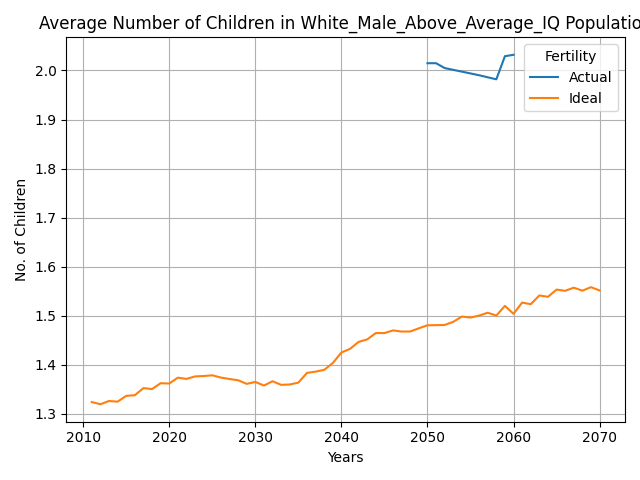 Average Number of Children in White_Male_Above_Average_IQ Populatio
No. of Children
2.0
1.9
1.8
1.7
1.6
1.5
1.4
1.3
Fertility
Actual
Ideal
2010 2020 2030 2040 2050 2060 2070
Years